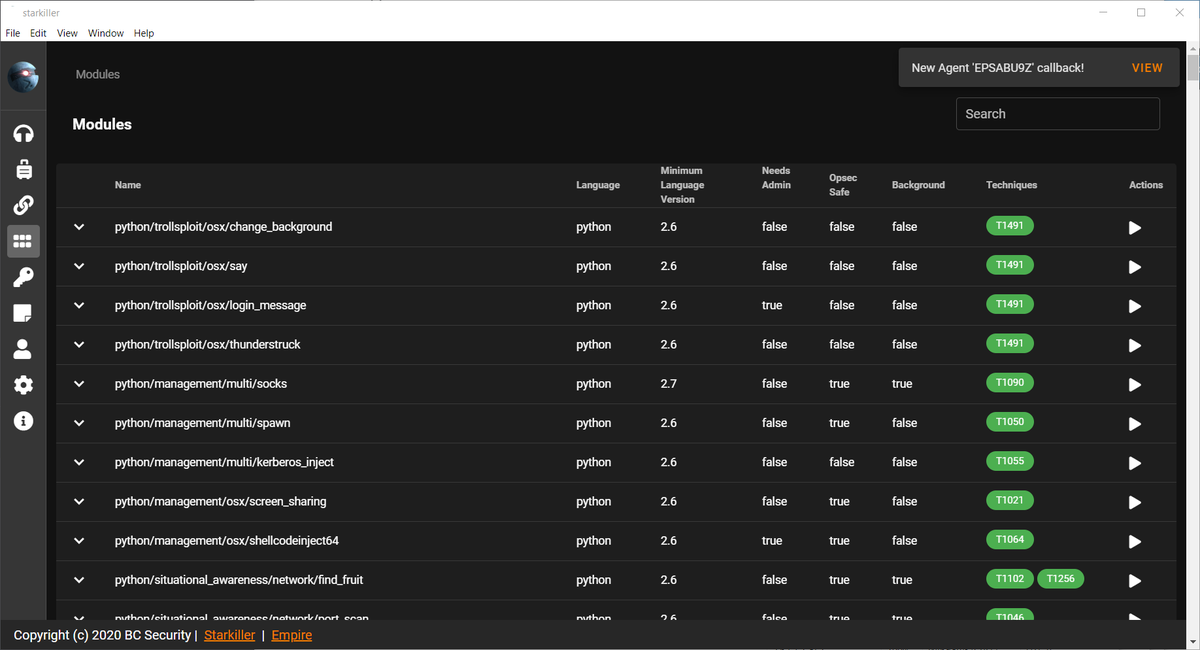 starkiller
File Edit View Window Help
Modules
New Agent 'EPSABU9Z' callback! VIEW
Modules
Search
Name Language Minimum Language Version Needs Admin Opsec Safe Background Techniques Actions
python/trollsploit/osx/change_background python 2.6 false false false T1491
python/trollsploit/osx/say python 2.6 false false false T1491
python/trollsploit/osx/login_message python 2.6 true false false T1491
python/trollsploit/osx/thunderstruck python 2.6 false false false T1491
python/management/multi/socks python 2.7 false true true T1090
python/management/multi/spawn python 2.6 false true false T1050
python/management/multi/kerberos_inject python 2.6 false false false T1055
python/management/osx/screen_sharing python 2.6 false true false T1021
python/management/osx/shellcodeinject64 python 2.6 true true false T1064
python/situational_awareness/network/find_fruit python 2.6 false true true T1102 T1256
python/situational_awareness/network/port_scan python 2.6 false true true T1046
Copyright (c) 2020 BC Security | Starkiller | Empire